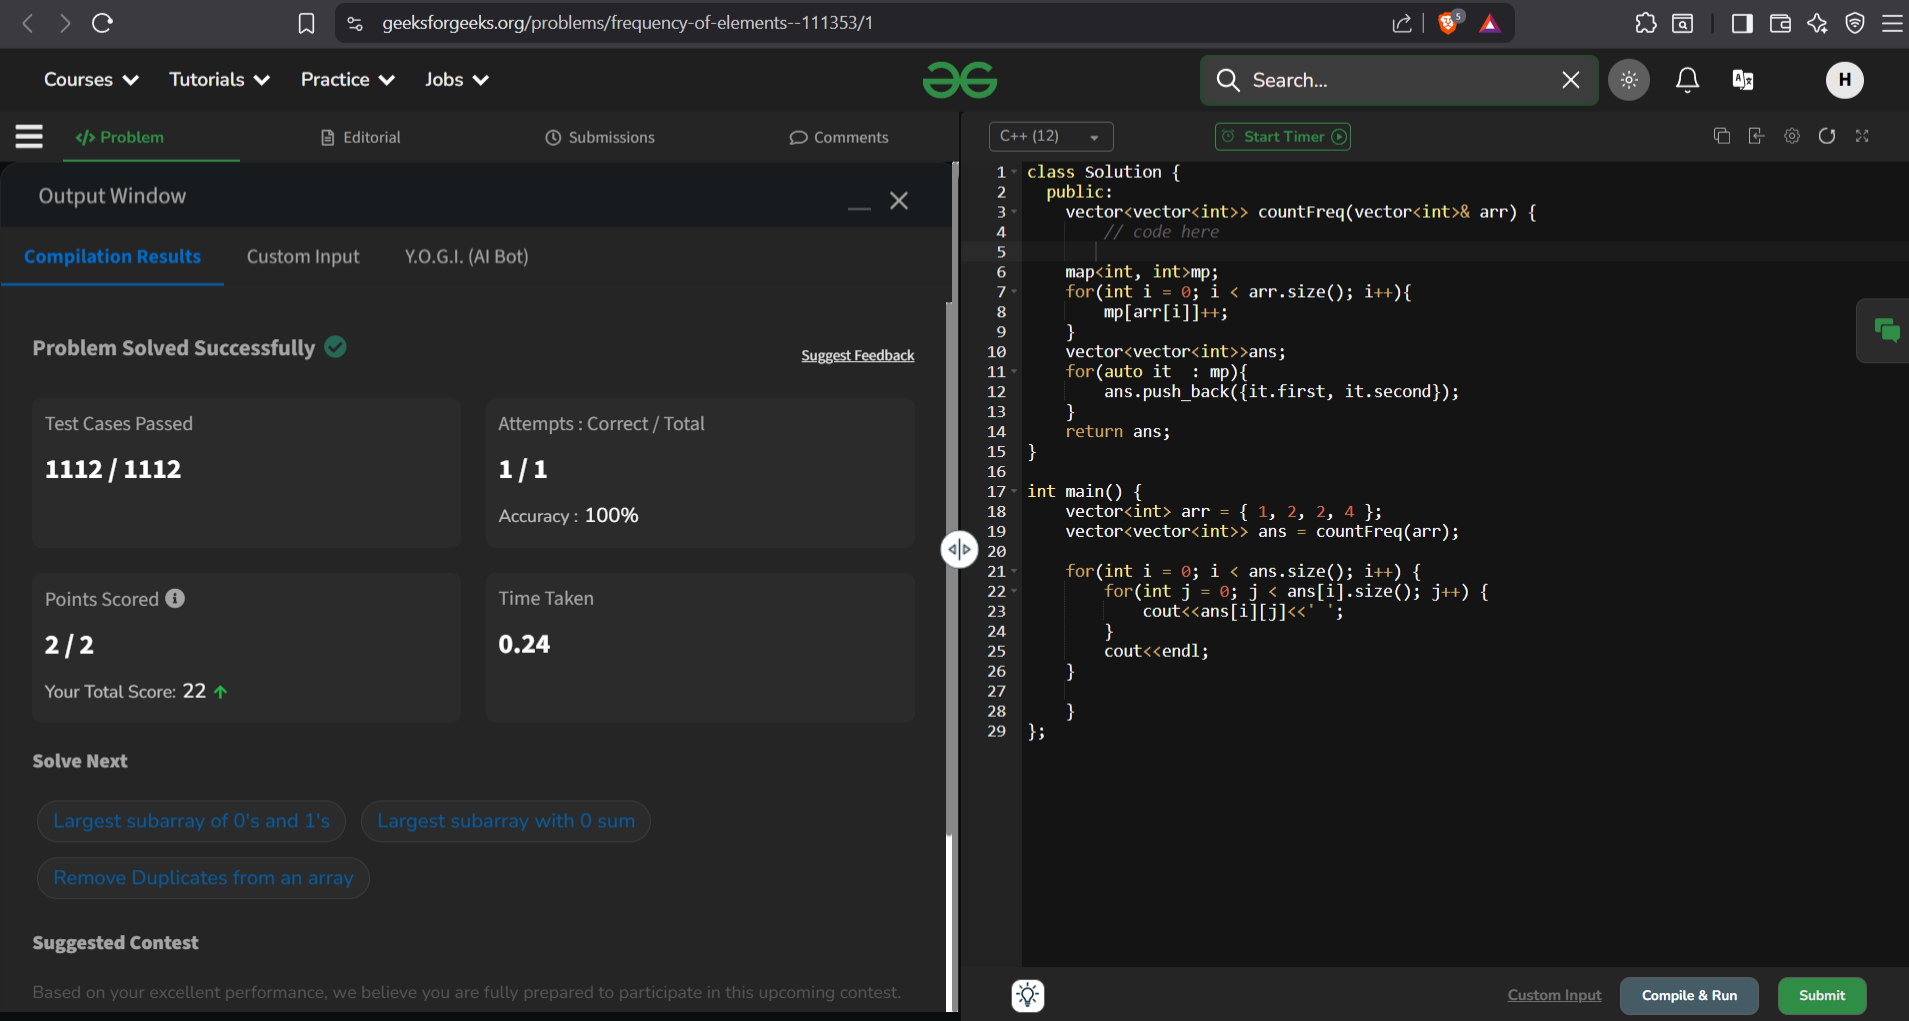 geeksforgeeks.org/problems/frequency-of-elements--111353/1
5
Courses Tutorials Practice Jobs
Search...
H
</> Problem Editorial Submissions Comments
Output Window
Compilation Results Custom Input Y.O.G.I. (AI Bot)
Problem Solved Successfully
Suggest Feedback
Test Cases Passed
1112 / 1112
Attempts : Correct / Total
1 / 1
Accuracy : 100%
Points Scored
2 / 2
Your Total Score: 22
Time Taken
0.24
Solve Next
Largest subarray of 0's and 1's Largest subarray with 0 sum
Remove Duplicates from an array
Suggested Contest
Based on your excellent performance, we believe you are fully prepared to participate in this upcoming contest.
C++ (12) Start Timer
1 class Solution {
2   public:
3     vector<vector<int>> countFreq(vector<int>& arr) {
4         // code here
5
6     map<int, int>mp;
7     for(int i = 0; i < arr.size(); i++){
8         mp[arr[i]]++;
9     }
10     vector<vector<int>>ans;
11     for(auto it  : mp){
12         ans.push_back({it.first, it.second});
13     }
14     return ans;
15 }
16
17 int main() {
18     vector<int> arr = { 1, 2, 2, 4 };
19     vector<vector<int>> ans = countFreq(arr);
20
21     for(int i = 0; i < ans.size(); i++) {
22         for(int j = 0; j < ans[i].size(); j++) {
23             cout<<ans[i][j]<<' ';
24         }
25         cout<<endl;
26     }
27
28     }
29 };
Custom Input Compile & Run Submit